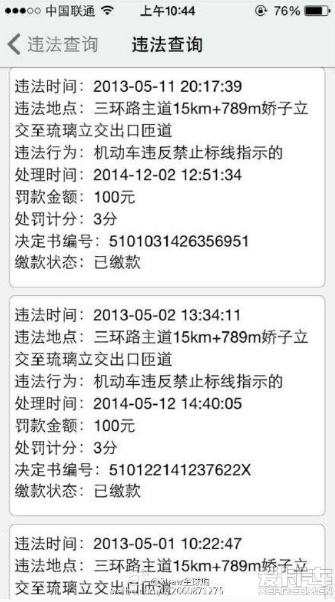 中国联通 上午10:44 76%
违法查询 违法查询
违法时间：2013-05-11 20:17:39
违法地点：三环路主道15km+789m娇子立
交至琉璃立交出口匝道
违法行为：机动车违反禁止标线指示的
处理时间：2014-12-02 12:51:34
罚款金额：100元
处罚计分：3分
决定书编号：5101031426356951
缴款状态：已缴款
违法时间：2013-05-02 13:34:11
违法地点：三环路主道15km+789m娇子立
交至琉璃立交出口匝道
违法行为：机动车违反禁止标线指示的
处理时间：2014-05-12 14:40:05
罚款金额：100元
处罚计分：3分
决定书编号：510122141237622X
缴款状态：已缴款
违法时间：2013-05-01 10:22:47
违法地点：三环路主道15km+789m娇子立
交至琉璃立交出口匝道
爱卡汽车
XCAR.COM.CN